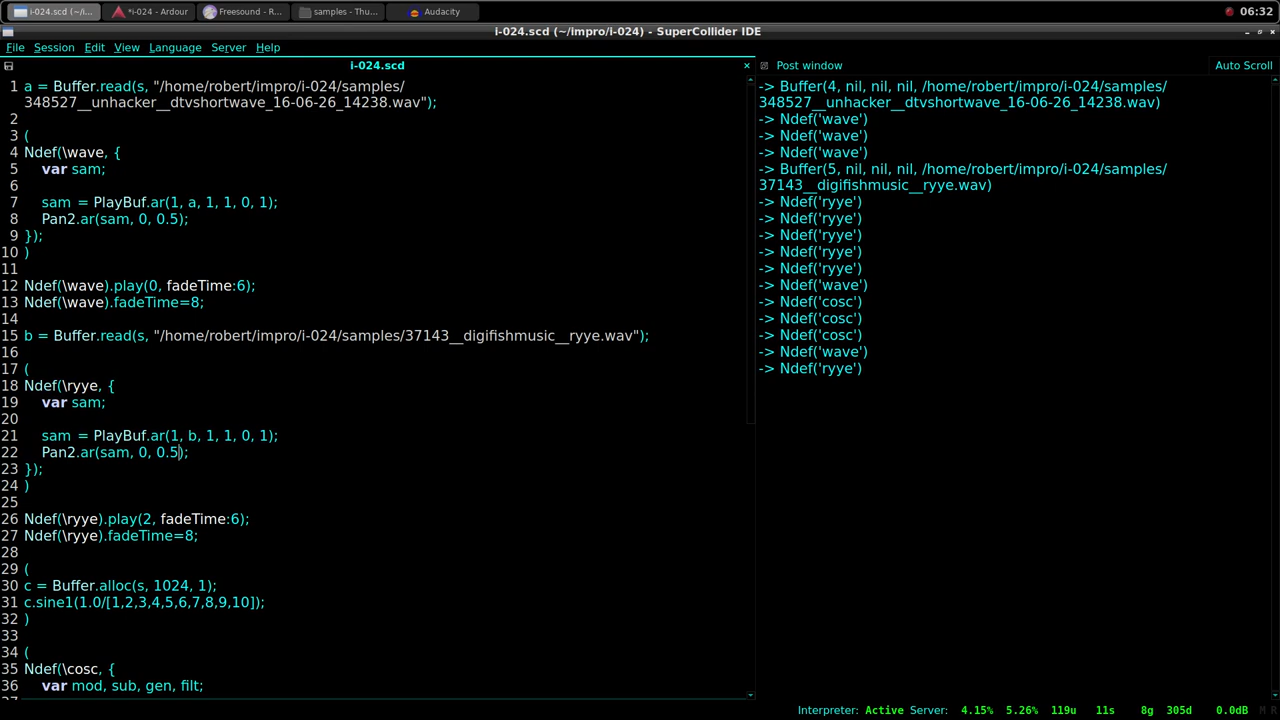 i-024.scd (~/i... *i-024 - Ardour Freesound - R... samples - Thu... Audacity 06:32
i-024.scd (~/impro/i-024) - SuperCollider IDE
File Session Edit View Language Server Help
i-024.scd
1 a = Buffer.read(s, "/home/robert/impro/i-024/samples/
348527__unhacker__dtvshortwave_16-06-26_14238.wav");
2
3 (
4 Ndef(\wave, {
5 var sam;
6
7 sam = PlayBuf.ar(1, a, 1, 1, 0, 1);
8 Pan2.ar(sam, 0, 0.5);
9 });
10 )
11
12 Ndef(\wave).play(0, fadeTime:6);
13 Ndef(\wave).fadeTime=8;
14
15 b = Buffer.read(s, "/home/robert/impro/i-024/samples/37143__digifishmusic__ryye.wav");
16
17 (
18 Ndef(\ryye, {
19 var sam;
20
21 sam = PlayBuf.ar(1, b, 1, 1, 0, 1);
22 Pan2.ar(sam, 0, 0.5);
23 });
24 )
25
26 Ndef(\ryye).play(2, fadeTime:6);
27 Ndef(\ryye).fadeTime=8;
28
29 (
30 c = Buffer.alloc(s, 1024, 1);
31 c.sine1(1.0/[1,2,3,4,5,6,7,8,9,10]);
32 )
33
34 (
35 Ndef(\cosc, {
36 var mod, sub, gen, filt;
Post window Auto Scroll
-> Buffer(4, nil, nil, nil, /home/robert/impro/i-024/samples/
348527__unhacker__dtvshortwave_16-06-26_14238.wav)
-> Ndef('wave')
-> Ndef('wave')
-> Ndef('wave')
-> Buffer(5, nil, nil, nil, /home/robert/impro/i-024/samples/
37143__digifishmusic__ryye.wav)
-> Ndef('ryye')
-> Ndef('ryye')
-> Ndef('ryye')
-> Ndef('ryye')
-> Ndef('ryye')
-> Ndef('wave')
-> Ndef('cosc')
-> Ndef('cosc')
-> Ndef('cosc')
-> Ndef('wave')
-> Ndef('ryye')
Interpreter: Active Server: 4.15% 5.26% 119u 11s 8g 305d 0.0dB M R